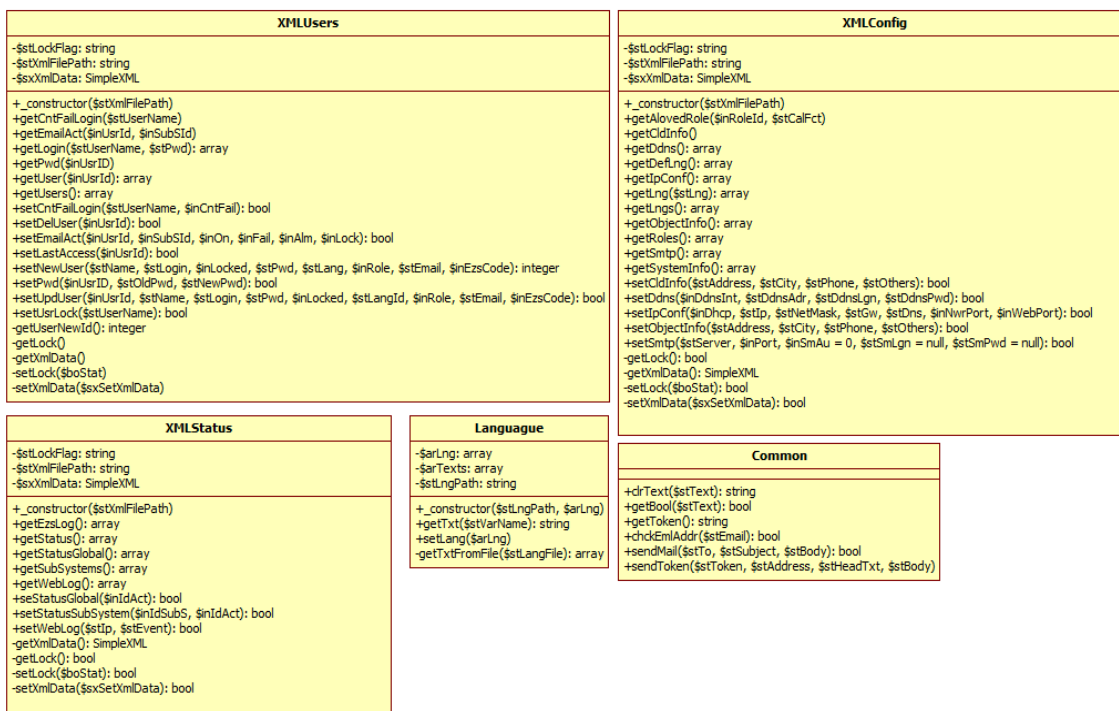 XMLUsers
-$stLockFlag: string
-$stXmlFilePath: string
-$sxXmlData: SimpleXML
+_constructor($stXmlFilePath)
+getCntFailLogin($stUserName)
+getEmailAct($inUsrId, $inSubSId)
+getLogin($stUserName, $stPwd): array
+getPwd($inUsrID)
+getUser($inUsrId): array
+getUsers(): array
+setCntFailLogin($stUserName, $inCntFail): bool
+setDelUser($inUsrId): bool
+setEmailAct($inUsrId, $inSubSId, $inOn, $inFail, $inAlm, $inLock): bool
+setLastAccess($inUsrId): bool
+setNewUser($stName, $stLogin, $inLocked, $stPwd, $stLang, $inRole, $stEmail, $inEzsCode): integer
+setPwd($inUsrID, $stOldPwd, $stNewPwd): bool
+setUpdUser($inUsrId, $stName, $stLogin, $stPwd, $inLocked, $stLangId, $inRole, $stEmail, $inEzsCode): bool
+setUsrLock($stUserName): bool
-getUserNewId(): integer
-getLock()
-getXmlData()
-setLock($boStat)
-setXmlData($sxSetXmlData)
XMLConfig
-$stLockFlag: string
-$stXmlFilePath: string
-$sxXmlData: SimpleXML
+_constructor($stXmlFilePath)
+getAlovedRole($inRoleId, $stCalFct)
+getCldInfo()
+getDdns(): array
+getDefLng(): array
+getIpConf(): array
+getLng($stLng): array
+getLngs(): array
+getObjectInfo(): array
+getRoles(): array
+getSmtp(): array
+getSystemInfo(): array
+setCldInfo($stAddress, $stCity, $stPhone, $stOthers): bool
+setDdns($inDdnsInt, $stDdnsAdr, $stDdnsLgn, $stDdnsPwd): bool
+setIpConf($inDhcp, $stIp, $stNetMask, $stGw, $stDns, $inNwrPort, $inWebPort): bool
+setObjectInfo($stAddress, $stCity, $stPhone, $stOthers): bool
+setSmtp($stServer, $inPort, $inSmAu = 0, $stSmLgn = null, $stSmPwd = null): bool
-getLock(): bool
-getXmlData(): SimpleXML
-setLock($boStat): bool
-setXmlData($sxSetXmlData): bool
XMLStatus
-$stLockFlag: string
-$stXmlFilePath: string
-$sxXmlData: SimpleXML
+_constructor($stXmlFilePath)
+getEzsLog(): array
+getStatus(): array
+getStatusGlobal(): array
+getSubSystems(): array
+getWebLog(): array
+seStatusGlobal($inIdAct): bool
+setStatusSubSystem($inIdSubS, $inIdAct): bool
+setWebLog($stIp, $stEvent): bool
-getXmlData(): SimpleXML
-getLock(): bool
-setLock($boStat): bool
-setXmlData($sxSetXmlData): bool
Languague
-$arLng: array
-$arTexts: array
-$stLngPath: string
+_constructor($stLngPath, $arLng)
+getTxt($stVarName): string
+setLang($arLng)
-getTxtFromFile($stLangFile): array
Common
+clrText($stText): string
+getBool($stText): bool
+getToken(): string
+chckEmlAddr($stEmail): bool
+sendMail($stTo, $stSubject, $stBody): bool
+sendToken($stToken, $stAddress, $stHeadTxt, $stBody)